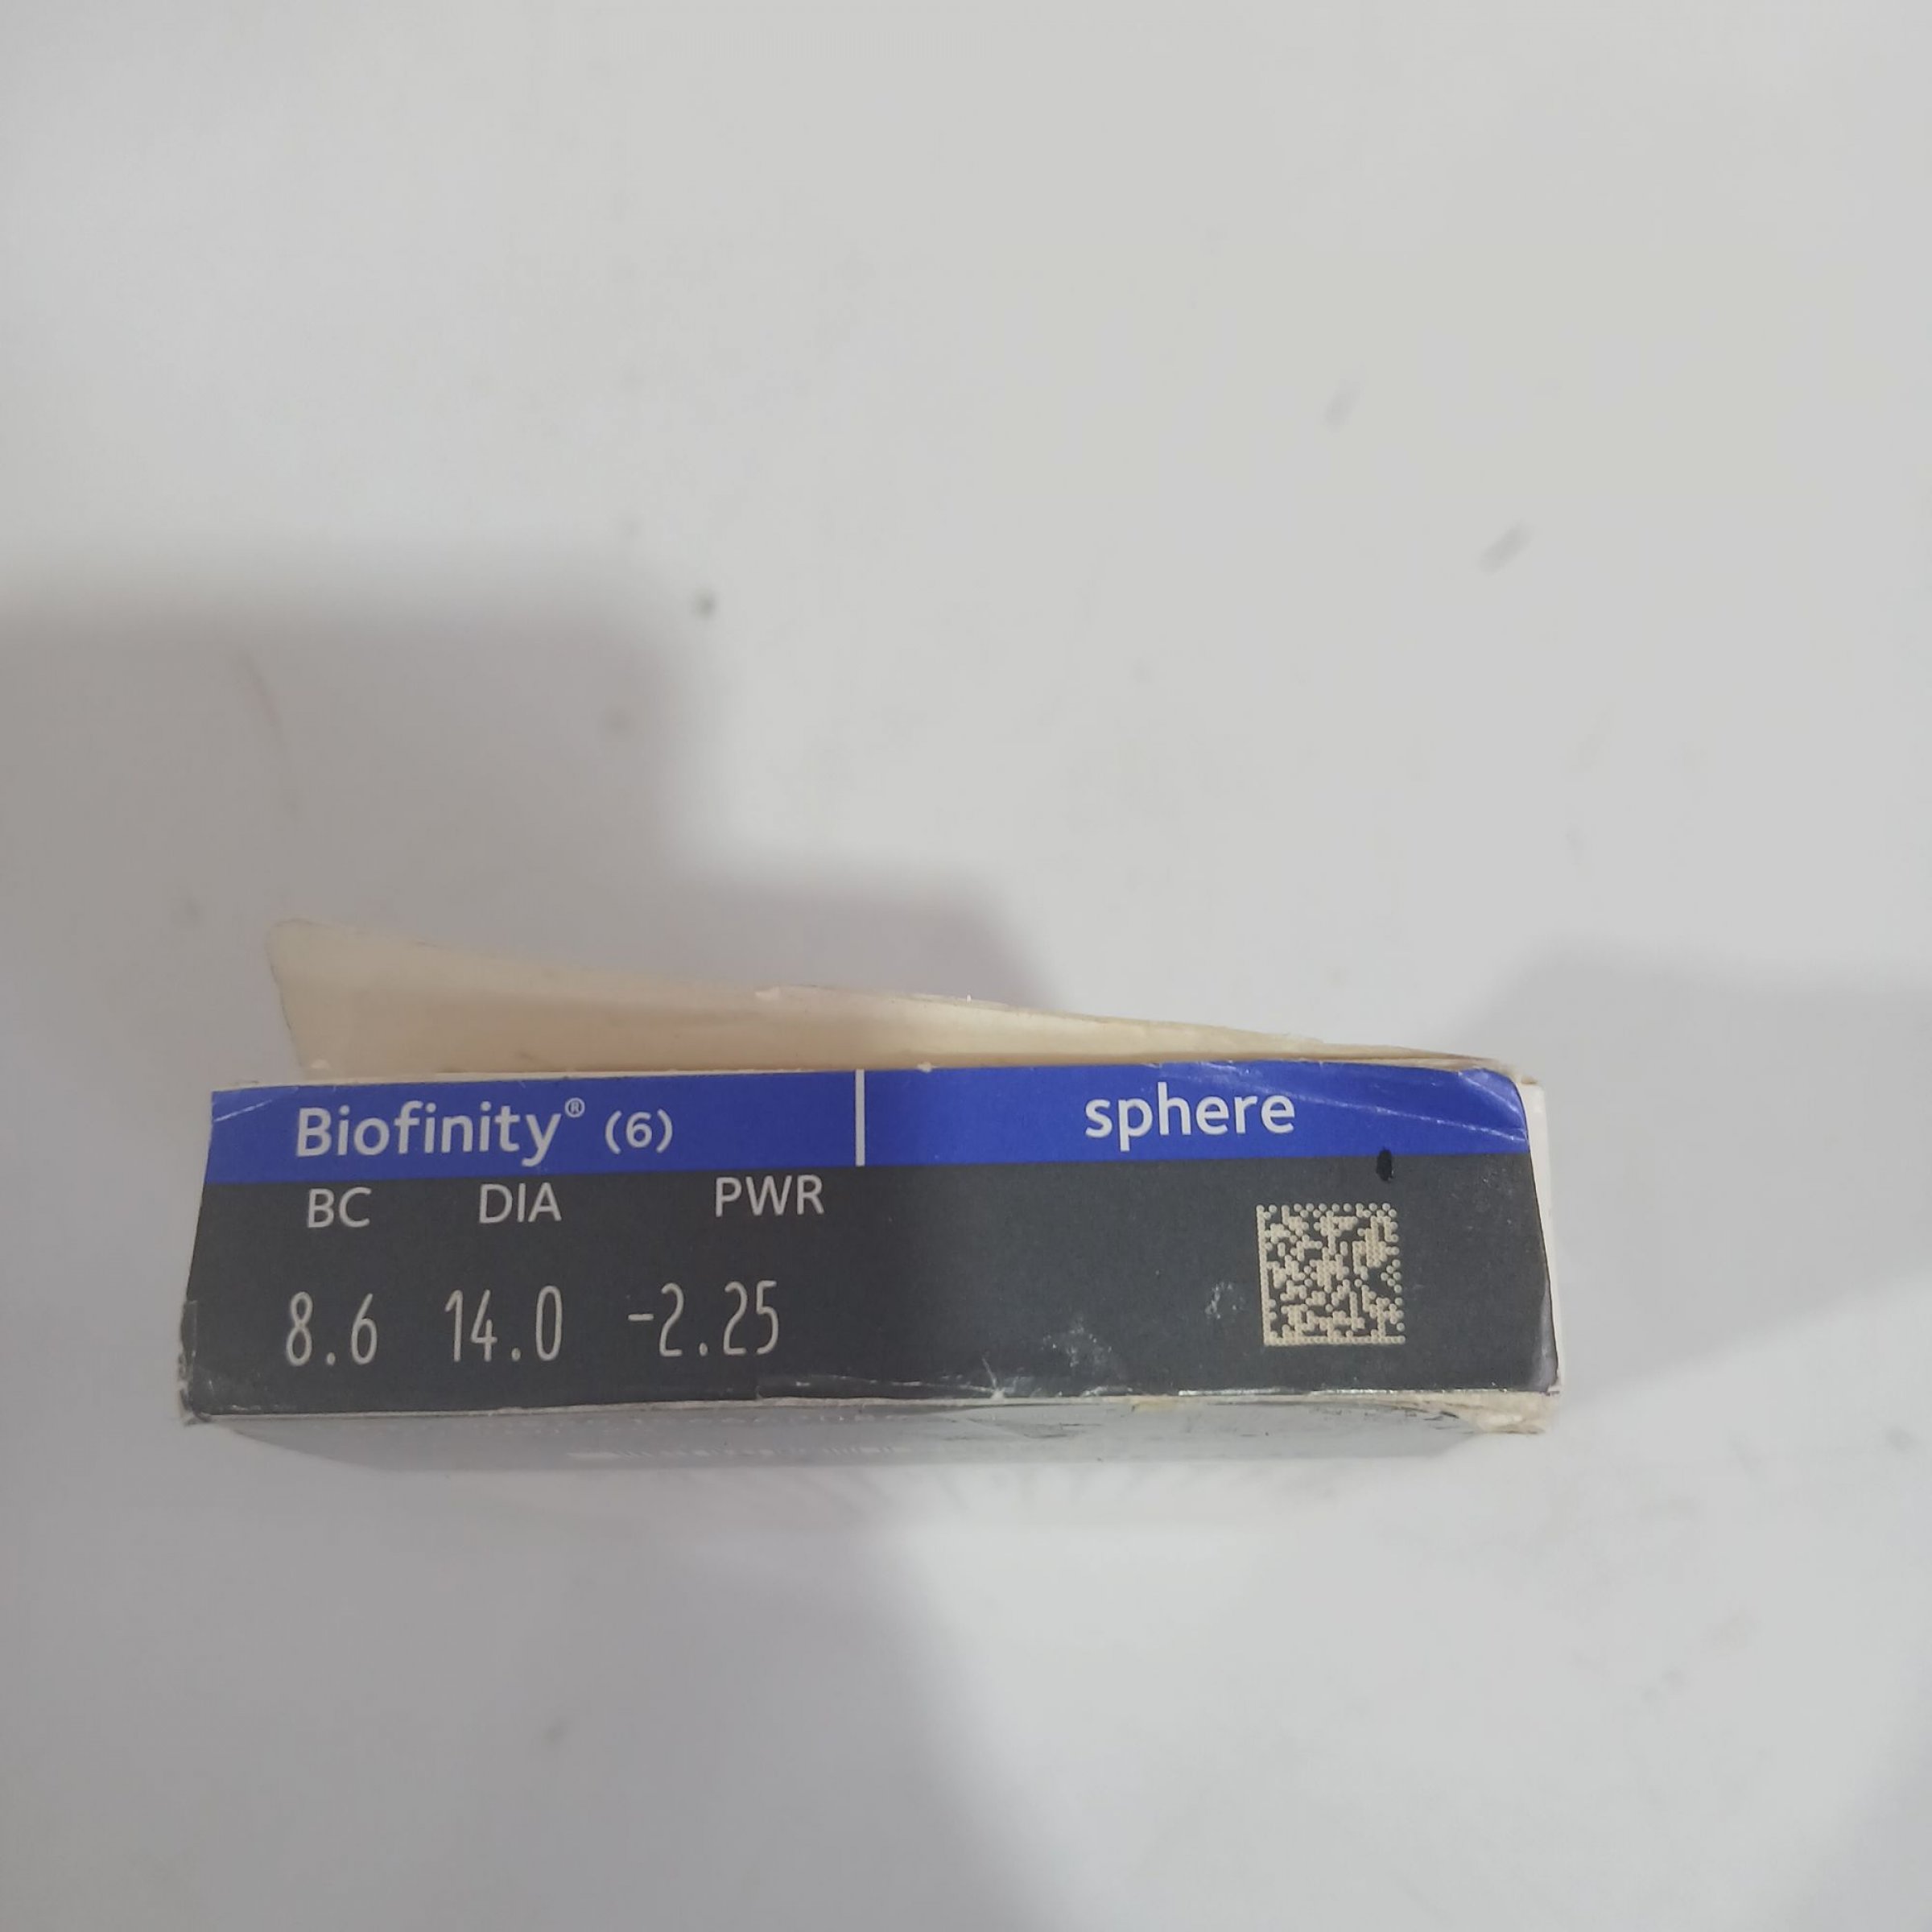 Biofinity® (6) sphere
BC DIA PWR
8.6 14.0 -2.25